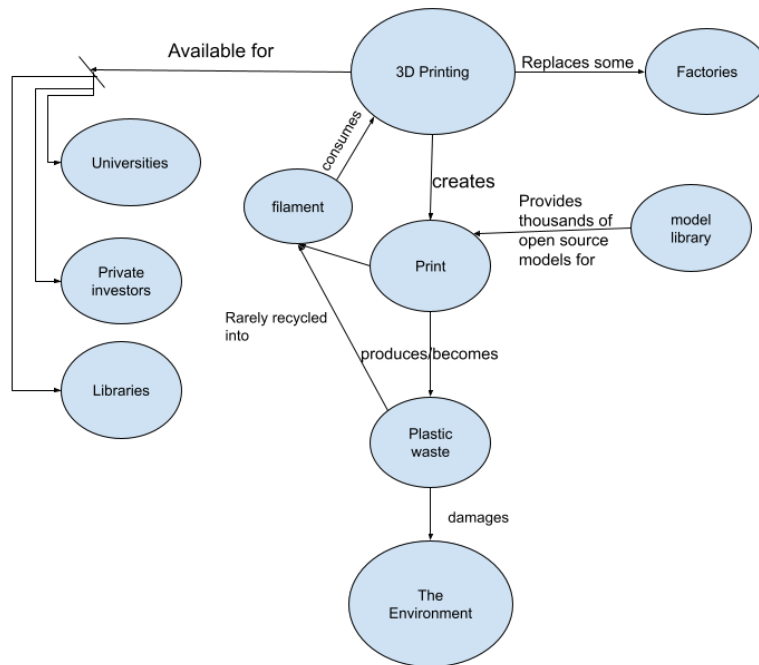 Available for
3D Printing
Replaces some
Factories
consumes
Universities
filament
creates
Provides
thousands of
open source
models for
model
library
Print
Private
investors
Rarely recycled
into
produces/becomes
Libraries
Plastic
waste
damages
The
Environment